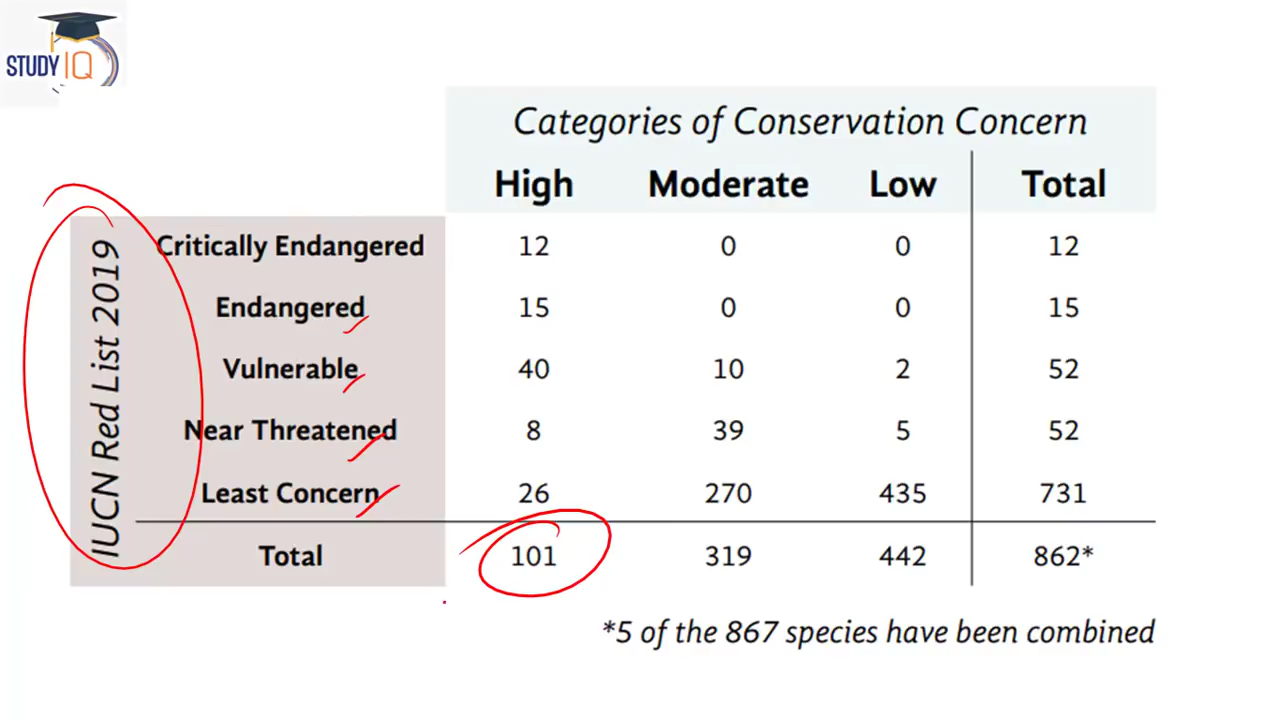 STUDY IQ
Categories of Conservation Concern
High Moderate Low Total
IUCN Red List 2019
Critically Endangered 12 0 0 12
Endangered 15 0 0 15
Vulnerable 40 10 2 52
Near Threatened 8 39 5 52
Least Concern 26 270 435 731
Total 101 319 442 862*
*5 of the 867 species have been combined